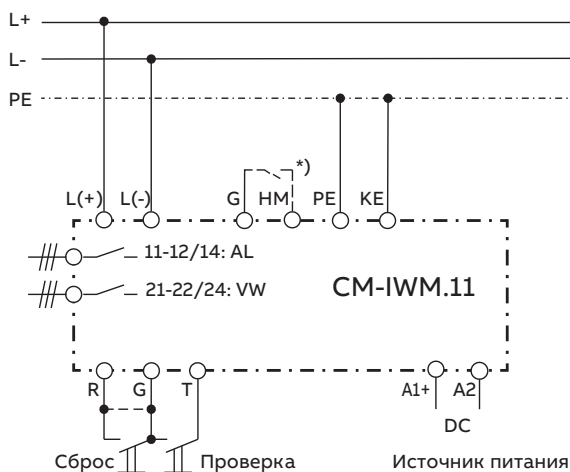 L+
L-
PE
*)
L(+) L(-) G HM PE KE
11-12/14: AL
21-22/24: VW
CM-IWM.11
R G T A1+ A2
DC
Сброс Проверка Источник питания